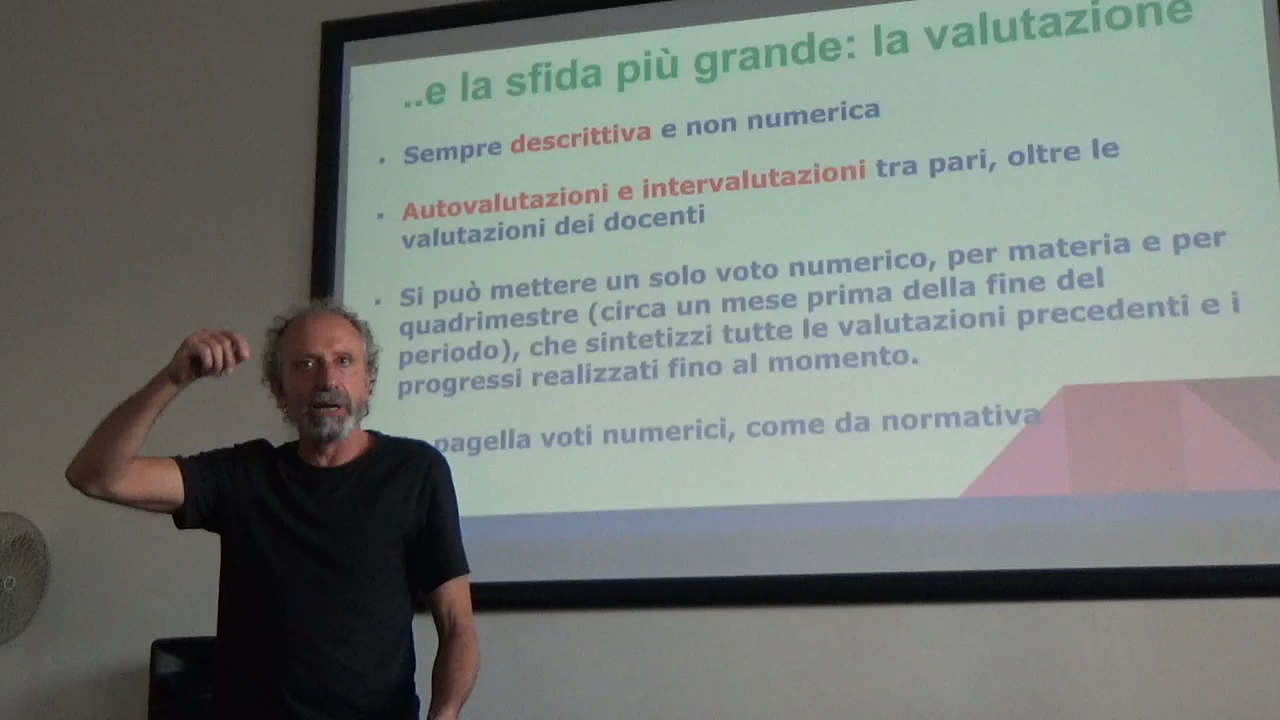 ..e la sfida più grande: la valutazione
Sempre descrittiva e non numerica
Autovalutazioni e intervalutazioni tra pari, oltre le
valutazioni dei docenti
Si può mettere un solo voto numerico, per materia e per
quadrimestre (circa un mese prima della fine del
periodo), che sintetizzi tutte le valutazioni precedenti e i
progressi realizzati fino al momento.
pagella voti numerici, come da normativa